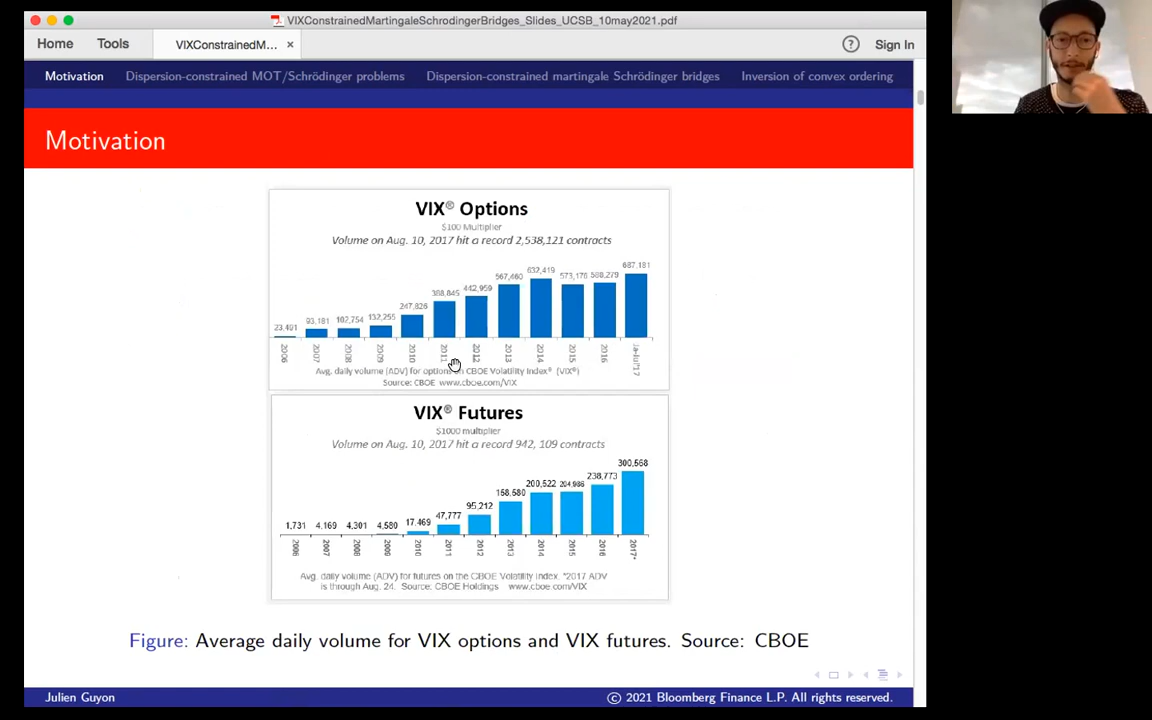 VIXConstrainedMartingaleSchrodingerBridges_Slides_UCSB_10may2021.pdf
Home Tools VIXConstrainedM... × ? Sign In
Motivation Dispersion-constrained MOT/Schrödinger problems Dispersion-constrained martingale Schrödinger bridges Inversion of convex ordering
Motivation
VIX® Options
$100 Multiplier
Volume on Aug. 10, 2017 hit a record 2,538,121 contracts
23,491 93,181 102,754 132,255 247,826 388,845 442,959 567,460 632,419 573,176 588,279 687,181
2006 2007 2008 2009 2010 2011 2012 2013 2014 2015 2016
Avg. daily volume (ADV) for options on CBOE Volatility Index® (VIX®)
Source: CBOE www.cboe.com/VIX
VIX® Futures
$1000 multiplier
Volume on Aug. 10, 2017 hit a record 942, 109 contracts
1,731 4,169 4,301 4,580 17,469 47,777 95,212 158,580 200,522 204,986 238,773 300,568
2006 2007 2008 2009 2010 2011 2012 2013 2014 2015 2016 2017*
Avg. daily volume (ADV) for futures on the CBOE Volatility Index. *2017 ADV
is through Aug. 24. Source: CBOE Holdings www.cboe.com/VIX
Figure: Average daily volume for VIX options and VIX futures. Source: CBOE
Julien Guyon © 2021 Bloomberg Finance L.P. All rights reserved.